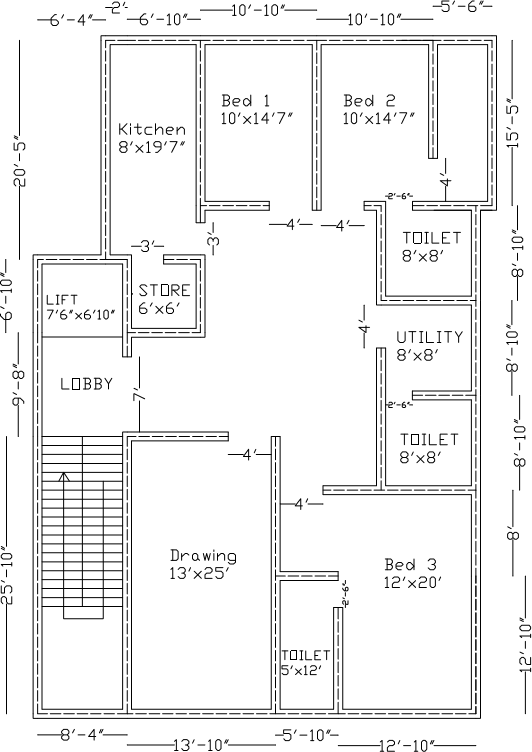 2'
10'-10"
5'-6"
6'-4"
6'-10"
10'-10"
Bed 1
10'x14'7"
Bed 2
10'x14'7"
Kitchen
8'x19'7"
15'-5"
20'-5"
4'
2'-6"
4'
4'
3'
3'
TOILET
8'x8'
8'-10"
STORE
6'x6'
LIFT
7'6"x6'10"
6'-10"
4'
UTILITY
8'x8'
8'-10"
LOBBY
7'
9'-8"
2'-6"
TOILET
8'x8'
8'-10"
4'
4'
8'
Drawing
13'x25'
Bed 3
12'x20'
25'-10"
2'-6"
TOILET
5'x12'
12'-10"
8'-4"
5'-10"
13'-10"
12'-10"